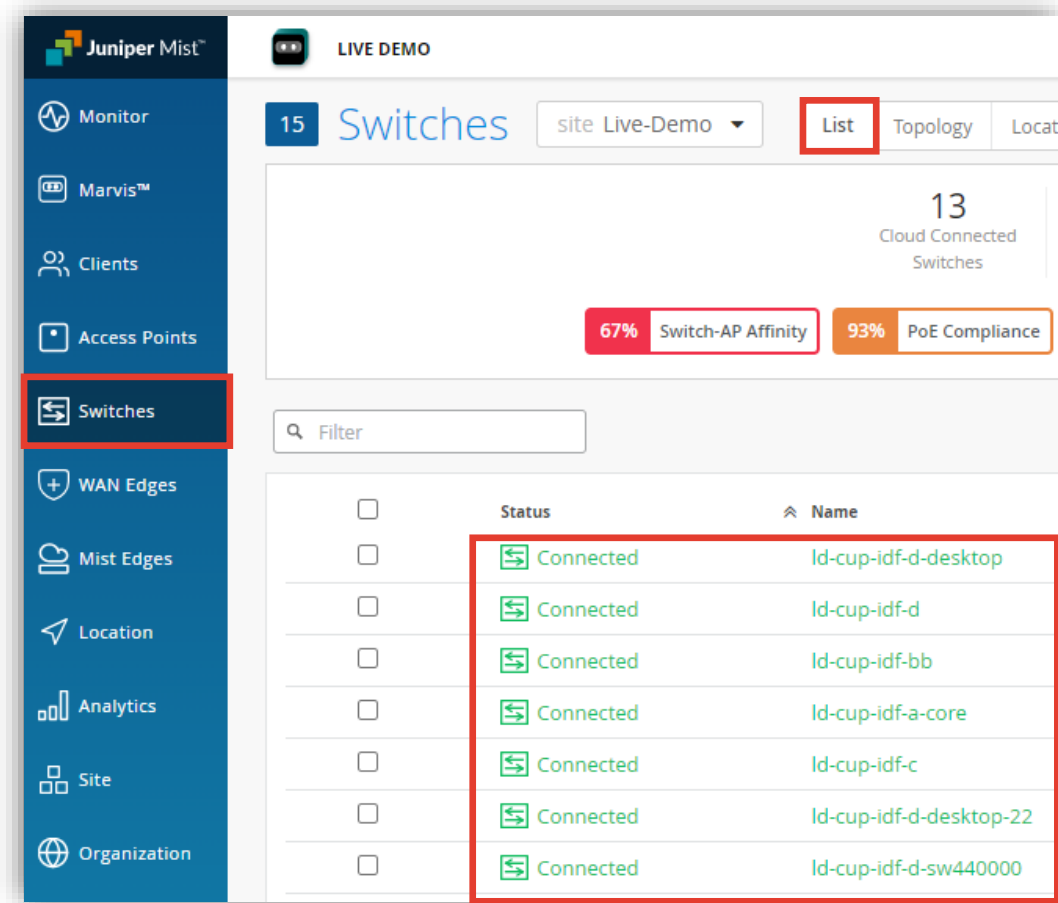 Juniper Mist™
LIVE DEMO
Monitor
Marvis™
Clients
Access Points
Switches
WAN Edges
Mist Edges
Location
Analytics
Site
Organization
15 Switches site Live-Demo List Topology Locat
13
Cloud Connected
Switches
67% Switch-AP Affinity 93% PoE Compliance
Filter
Status Name
Connected ld-cup-idf-d-desktop
Connected ld-cup-idf-d
Connected ld-cup-idf-bb
Connected ld-cup-idf-a-core
Connected ld-cup-idf-c
Connected ld-cup-idf-d-desktop-22
Connected ld-cup-idf-d-sw440000